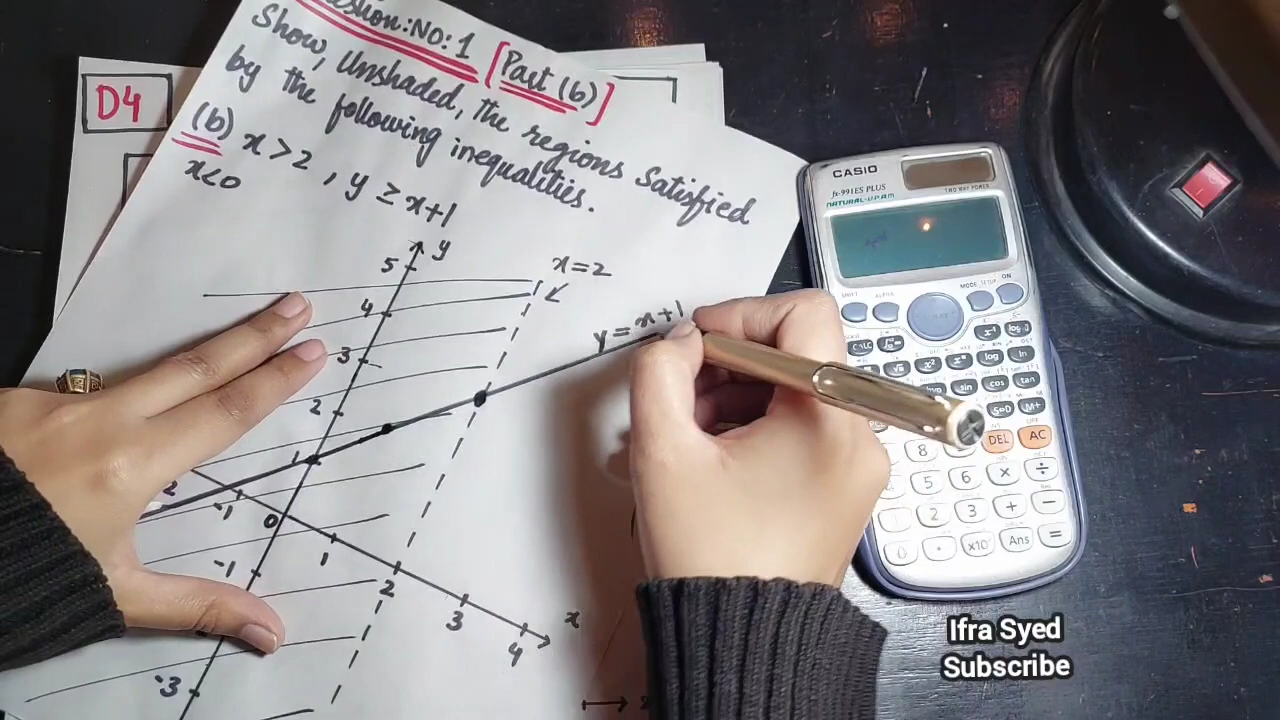 D4
Question:NO:1 [Part (b)]
Show, Unshaded, the regions Satisfied
by the following inequalities.
(b) x>2, y ≥ x+1
x<0
y
5
4
3
2
1
0
-1
-3
2
-1
1
2
3
4
x
x=2
y=x+1
CASIO
fx-991ES PLUS
TWO WAY POWER
NATURAL-V.P.A.M.
SHIFT ALPHA MODE SETUP ON
CALC
log ln
hyp sin cos tan
S⇔D M+
8 DEL AC
5 6 × ÷
2 3 + −
0 . ×10ˣ Ans =
Ifra Syed
Subscribe